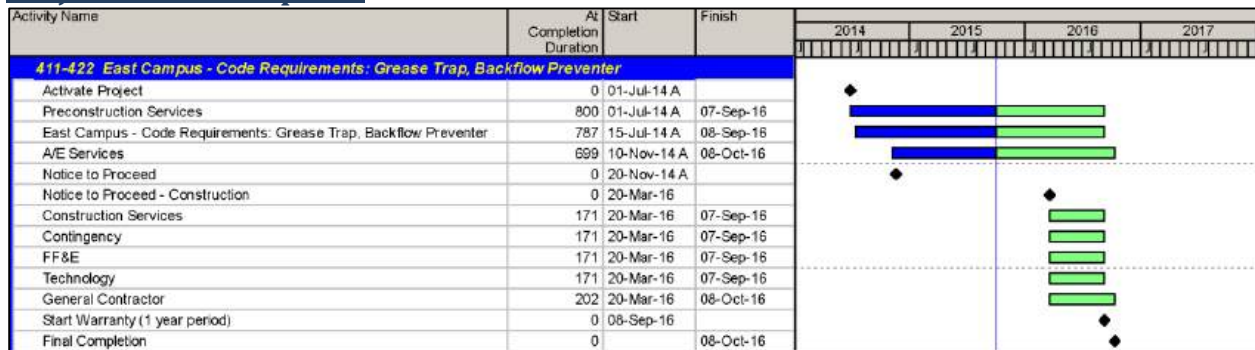 Activity Name At Completion Duration Start Finish
2014 2015 2016 2017
411-422 East Campus - Code Requirements: Grease Trap, Backflow Preventer
Activate Project 0 01-Jul-14 A
Preconstruction Services 800 01-Jul-14 A 07-Sep-16
East Campus - Code Requirements: Grease Trap, Backflow Preventer 787 15-Jul-14 A 08-Sep-16
A/E Services 699 10-Nov-14 A 08-Oct-16
Notice to Proceed 0 20-Nov-14 A
Notice to Proceed - Construction 0 20-Mar-16
Construction Services 171 20-Mar-16 07-Sep-16
Contingency 171 20-Mar-16 07-Sep-16
FF&E 171 20-Mar-16 07-Sep-16
Technology 171 20-Mar-16 07-Sep-16
General Contractor 202 20-Mar-16 08-Oct-16
Start Warranty (1 year period) 0 08-Sep-16
Final Completion 0 08-Oct-16